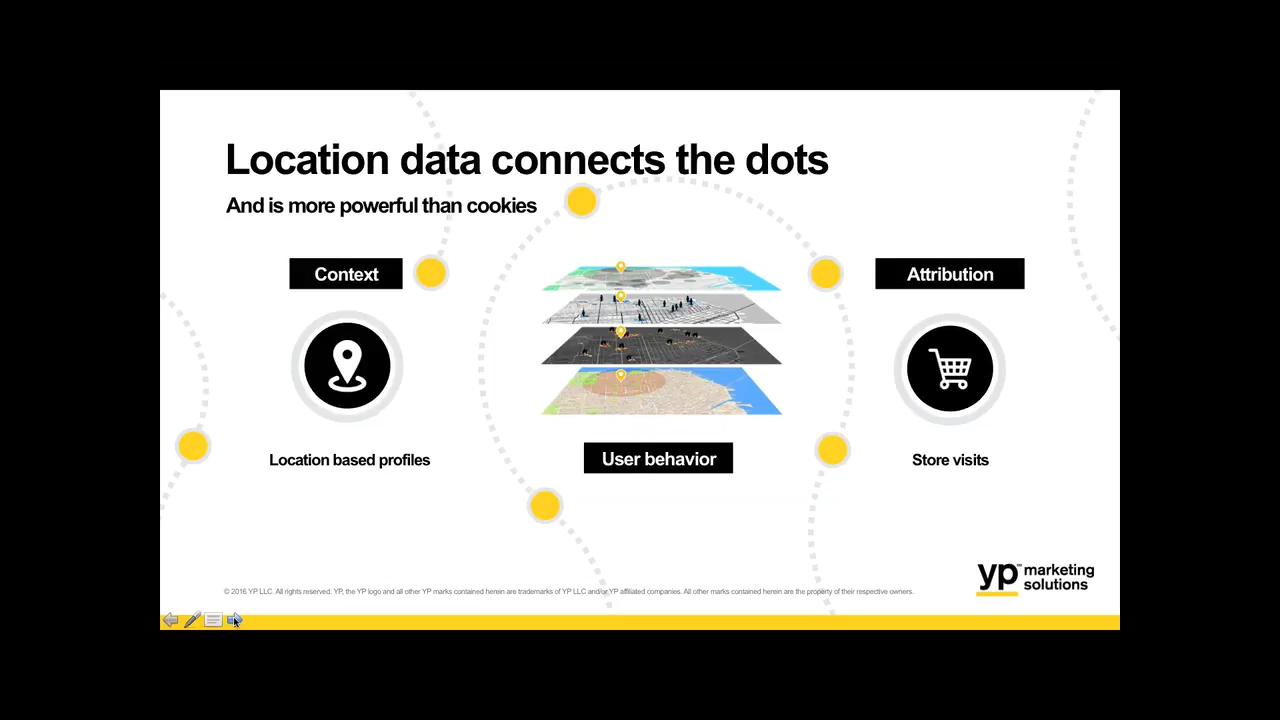 Location data connects the dots
And is more powerful than cookies
Context
Attribution
Location based profiles
User behavior
Store visits
yp™ marketing
solutions
© 2016 YP LLC. All rights reserved. YP, the YP logo and all other YP marks contained herein are trademarks of YP LLC and/or YP affiliated companies. All other marks contained herein are the property of their respective owners.